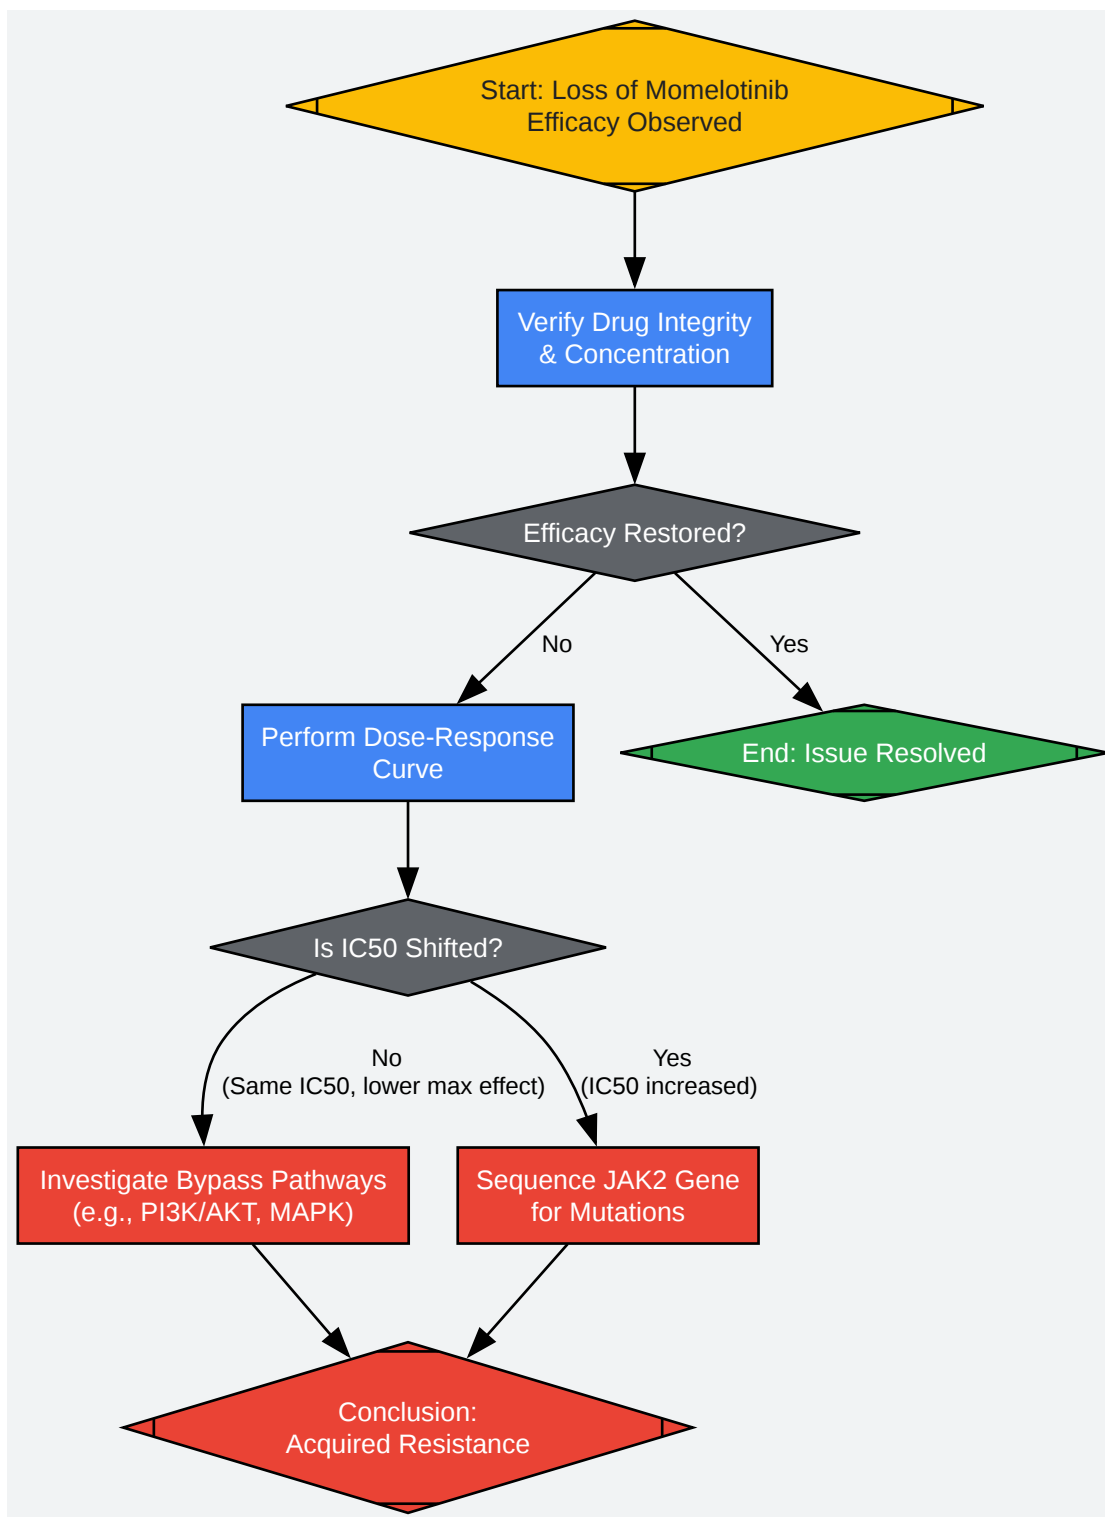 Start: Loss of Momelotinib
Efficacy Observed
Verify Drug Integrity
& Concentration
Efficacy Restored?
No
Yes
Perform Dose-Response
Curve
End: Issue Resolved
Is IC50 Shifted?
No
(Same IC50, lower max effect)
Yes
(IC50 increased)
Investigate Bypass Pathways
(e.g., PI3K/AKT, MAPK)
Sequence JAK2 Gene
for Mutations
Conclusion:
Acquired Resistance